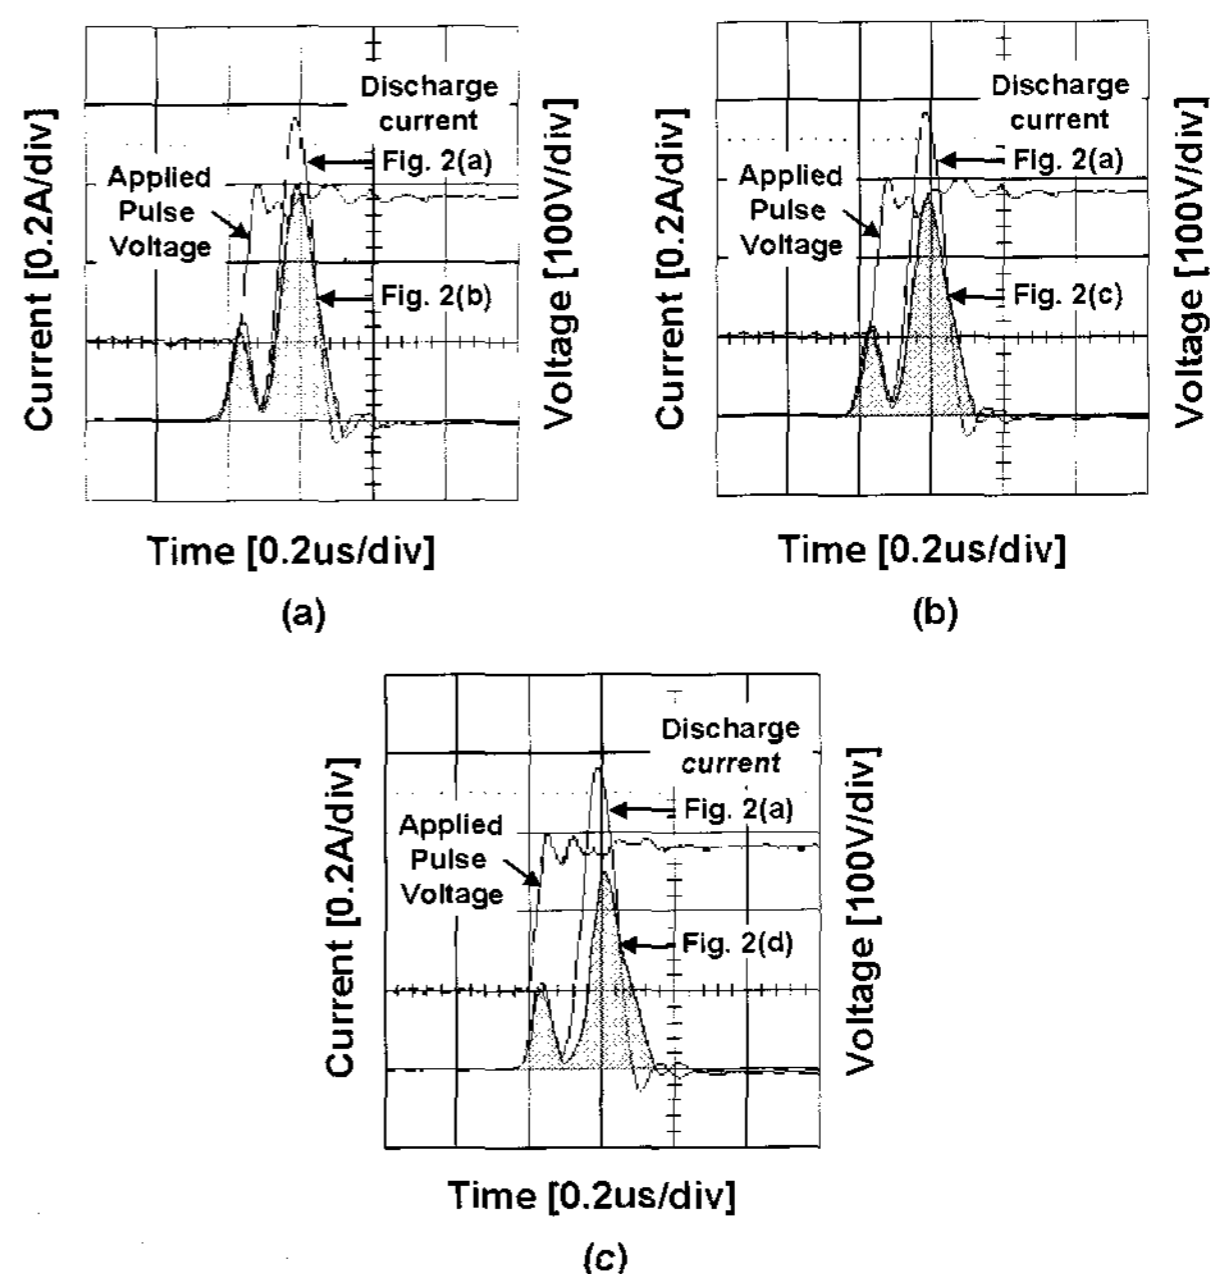 Discharge
current
Fig. 2(a)
Applied
Pulse
Voltage
Fig. 2(b)
Current [0.2A/div]
Voltage [100V/div]
Time [0.2us/div]
(a)
Discharge
current
Fig. 2(a)
Applied
Pulse
Voltage
Fig. 2(c)
Current [0.2A/div]
Voltage [100V/div]
Time [0.2us/div]
(b)
Discharge
current
Fig. 2(a)
Applied
Pulse
Voltage
Fig. 2(d)
Current [0.2A/div]
Voltage [100V/div]
Time [0.2us/div]
(c)